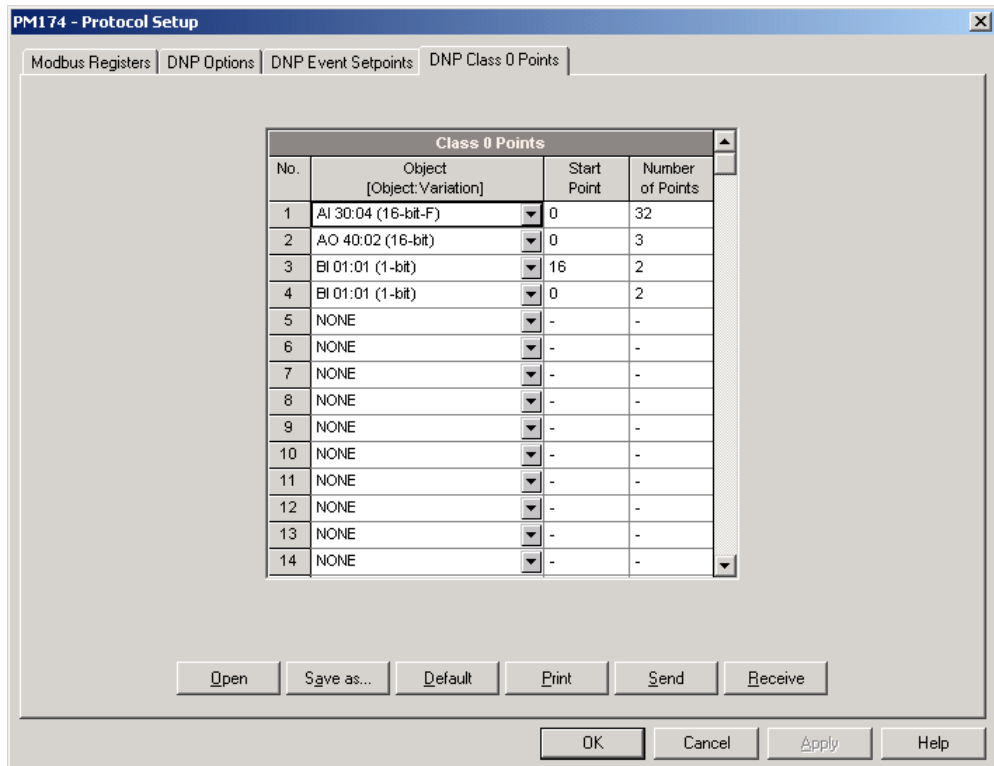 PM174 - Protocol Setup
Modbus Registers DNP Options DNP Event Setpoints DNP Class 0 Points
Class 0 Points
No. Object Start Number
[Object:Variation] Point of Points
1 AI 30:04 (16-bit-F) 0 32
2 AO 40:02 (16-bit) 0 3
3 BI 01:01 (1-bit) 16 2
4 BI 01:01 (1-bit) 0 2
5 NONE - -
6 NONE - -
7 NONE - -
8 NONE - -
9 NONE - -
10 NONE - -
11 NONE - -
12 NONE - -
13 NONE - -
14 NONE - -
Open Save as... Default Print Send Receive
OK Cancel Apply Help